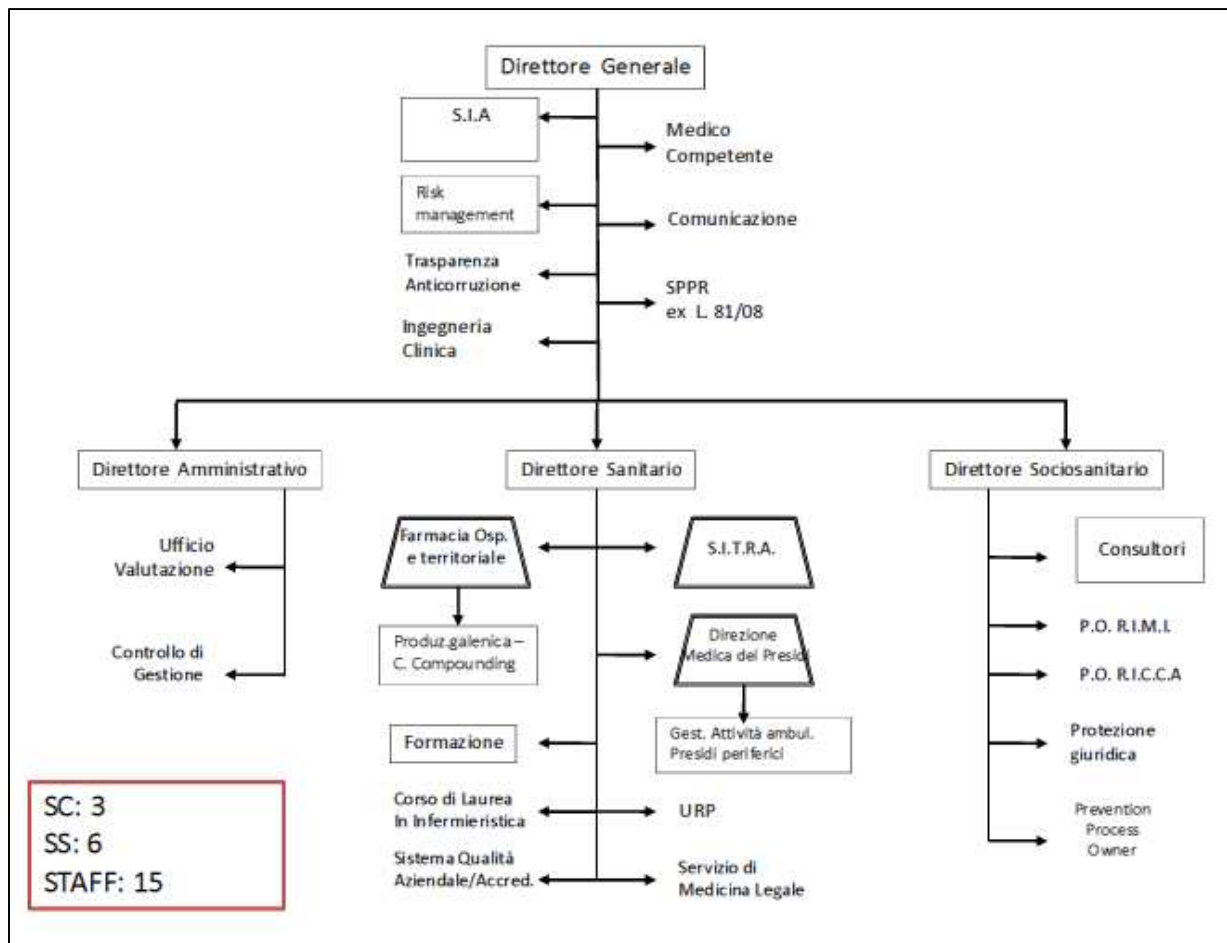 Direttore Generale
S.I.A
Medico
Competente
Risk
management
Comunicazione
Trasparenza
Anticorruzione
SPPR
ex L. 81/08
Ingegneria
Clinica
Direttore Amministrativo
Direttore Sanitario
Direttore Sociosanitario
Ufficio
Valutazione
Controllo di
Gestione
Farmacia Osp.
e territoriale
S.I.T.R.A.
Produz.galenica –
C. Compounding
Direzione
Medica dei Presidi
Formazione
Gest. Attività ambul.
Presidi periferici
Corso di Laurea
In Infermieristica
URP
Sistema Qualità
Aziendale/Accred.
Servizio di
Medicina Legale
Consultori
P.O. R.I.M.I.
P.O. R.I.C.C.A
Protezione
giuridica
Prevention
Process
Owner
SC: 3
SS: 6
STAFF: 15